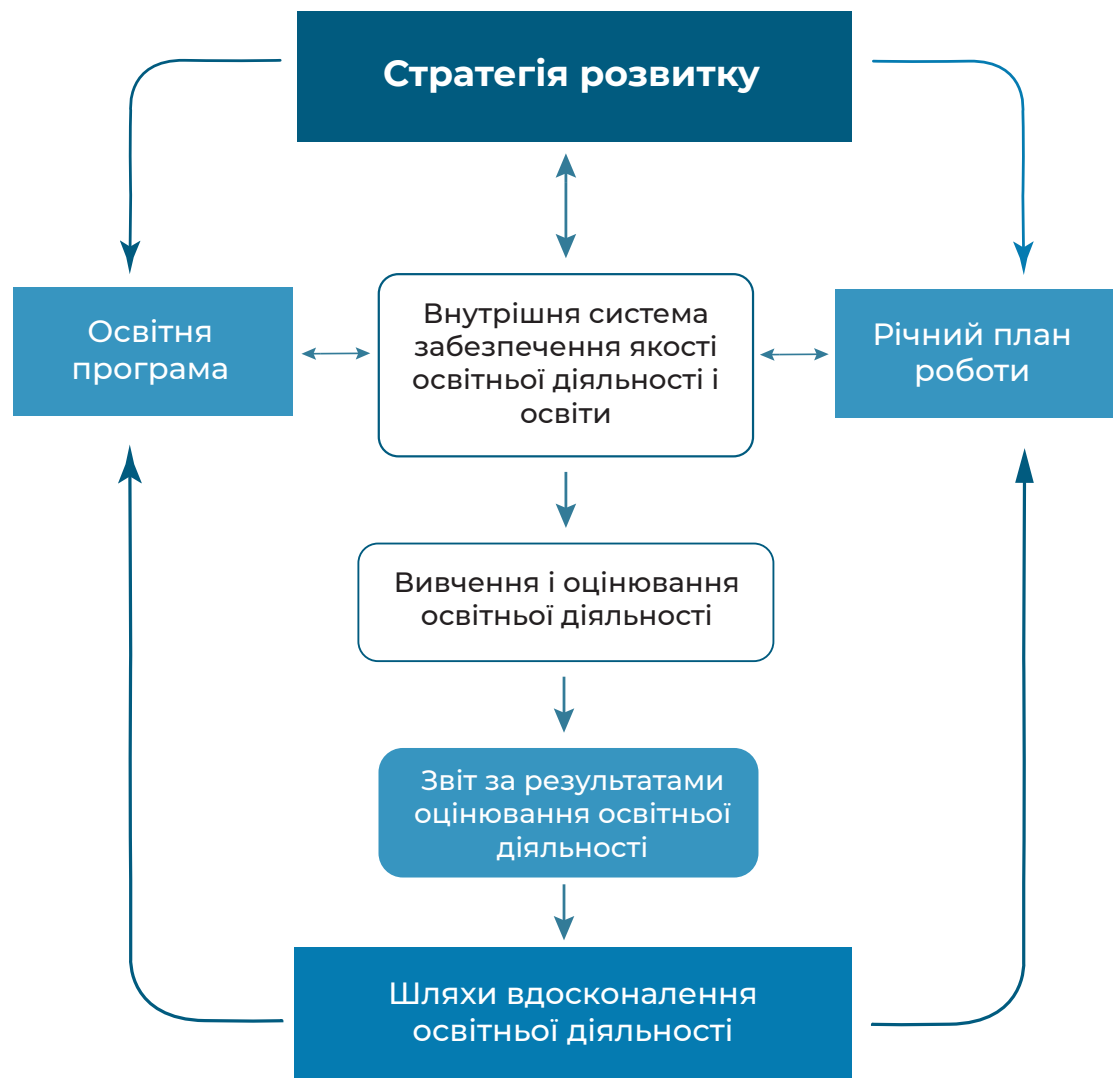 Стратегія розвитку
Освітня
програма
Внутрішня система
забезпечення якості
освітньої діяльності і
освіти
Річний план
роботи
Вивчення і оцінювання
освітньої діяльності
Звіт за результатами
оцінювання освітньої
діяльності
Шляхи вдосконалення
освітньої діяльності